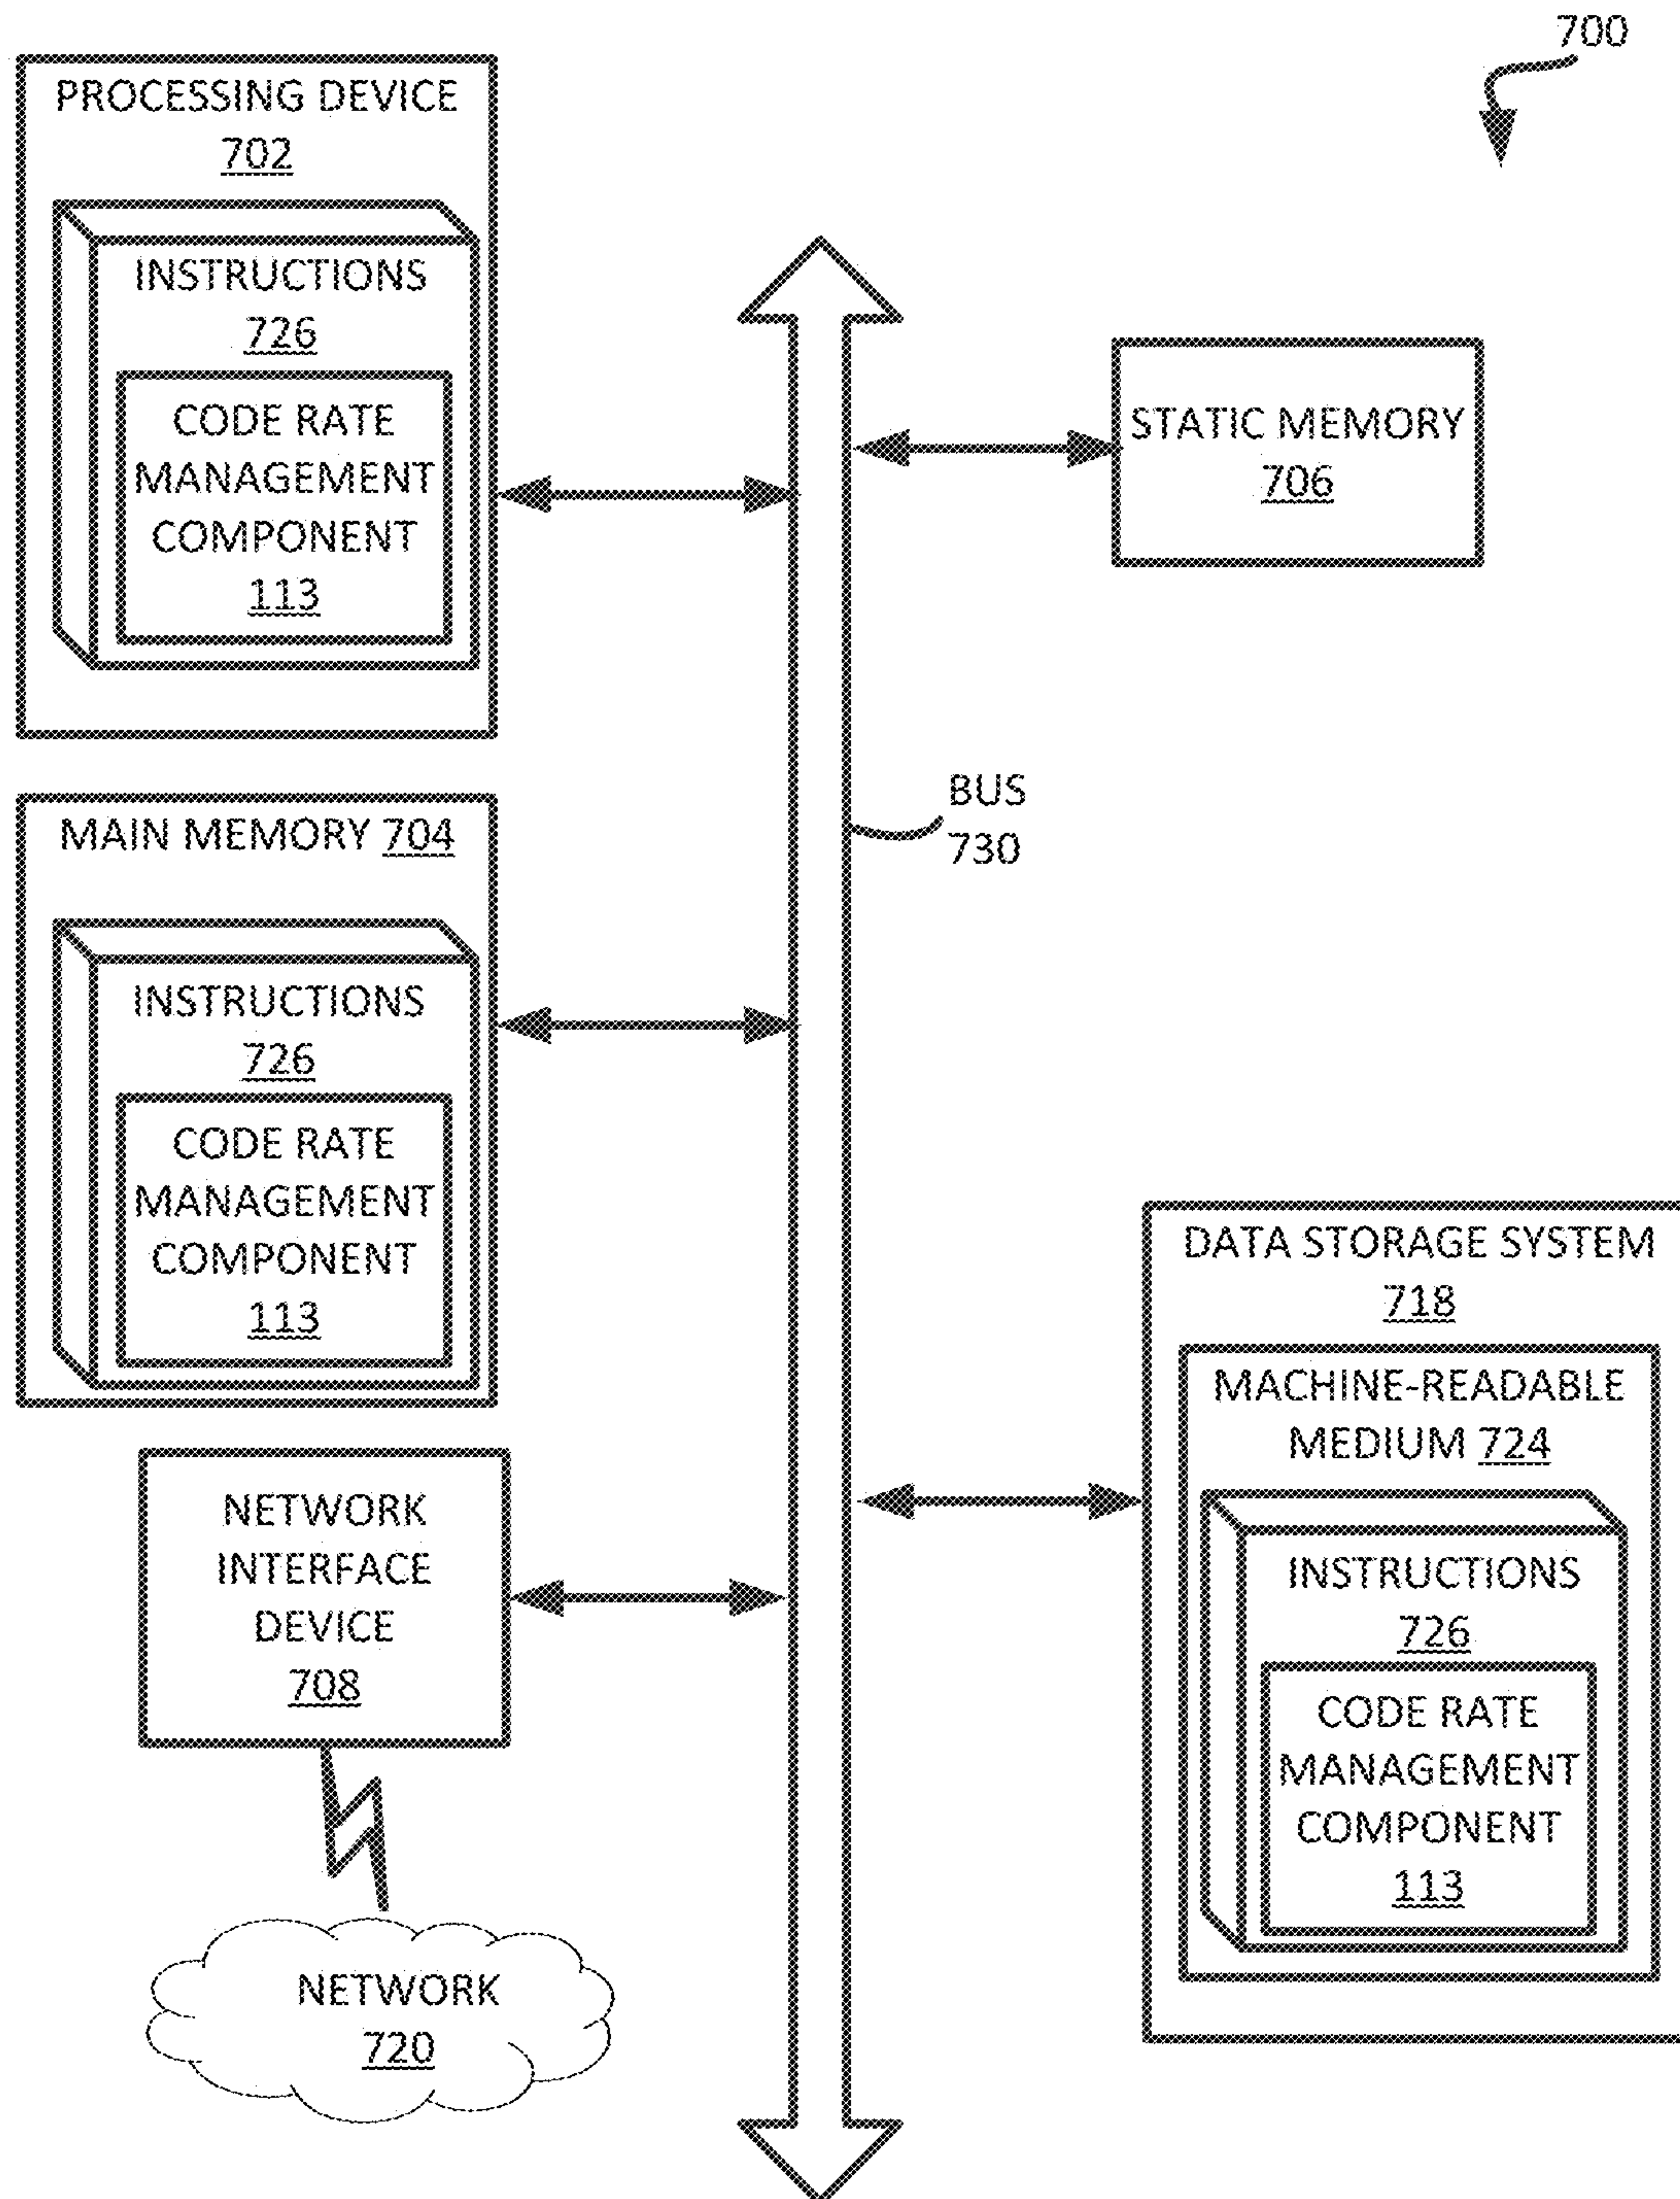 700
PROCESSING DEVICE
702
INSTRUCTIONS
726
CODE RATE
MANAGEMENT
COMPONENT
113
STATIC MEMORY
706
BUS
730
MAIN MEMORY 704
INSTRUCTIONS
726
CODE RATE
MANAGEMENT
COMPONENT
113
DATA STORAGE SYSTEM
718
MACHINE-READABLE
MEDIUM 724
INSTRUCTIONS
726
CODE RATE
MANAGEMENT
COMPONENT
113
NETWORK
INTERFACE
DEVICE
708
NETWORK
720